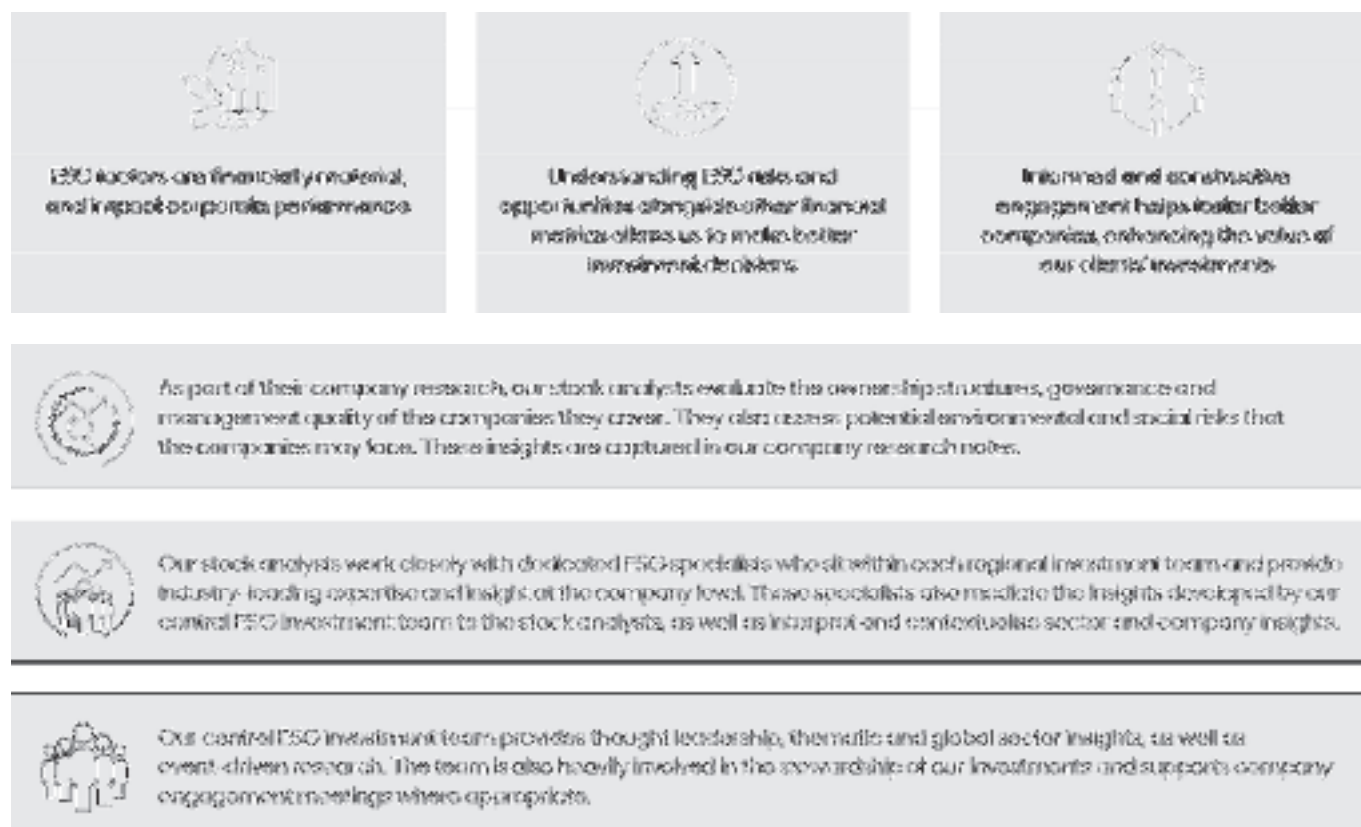 ESG factors are financially material,
and impact corporate performance
Understanding ESG risks and
opportunities alongside other financial
metrics allows us to make better
investment decisions
Informed and constructive
engagement helps foster better
companies, enhancing the value of
our clients' investments
As part of their company research, our stock analysts evaluate the ownership structures, governance and
management quality of the companies they cover. They also assess potential environmental and social risks that
the companies may face. These insights are captured in our company research notes.
Our stock analysts work closely with dedicated ESG specialists who sit within each regional investment team and provide
industry-leading expertise and insight at the company level. These specialists also mediate the insights developed by our
central ESG investment team to the stock analysts, as well as interpret and contextualise sector and company insights.
Our central ESG investment team provides thought leadership, thematic and global sector insights, as well as
event-driven research. The team is also heavily involved in the stewardship of our investments and supports company
engagement meetings where appropriate.